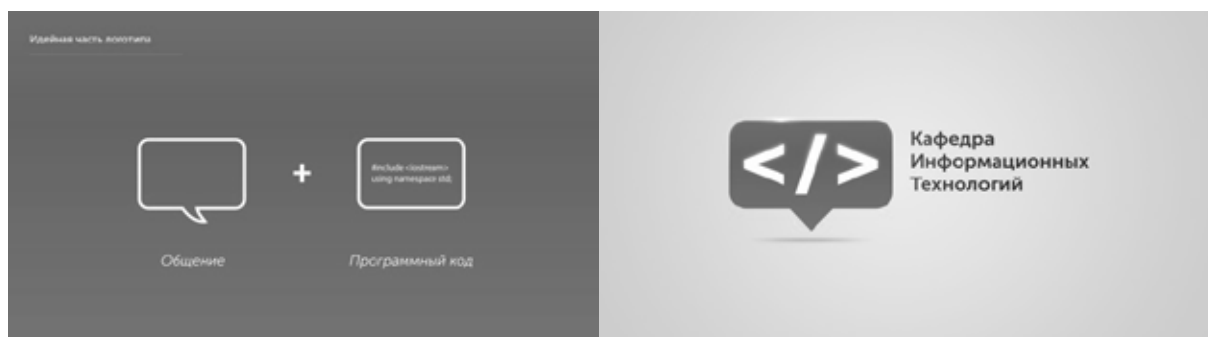 Идейная часть логотипа
#include <iostream>
using namespace std;
Общение
Программный код
</>
Кафедра
Информационных
Технологий